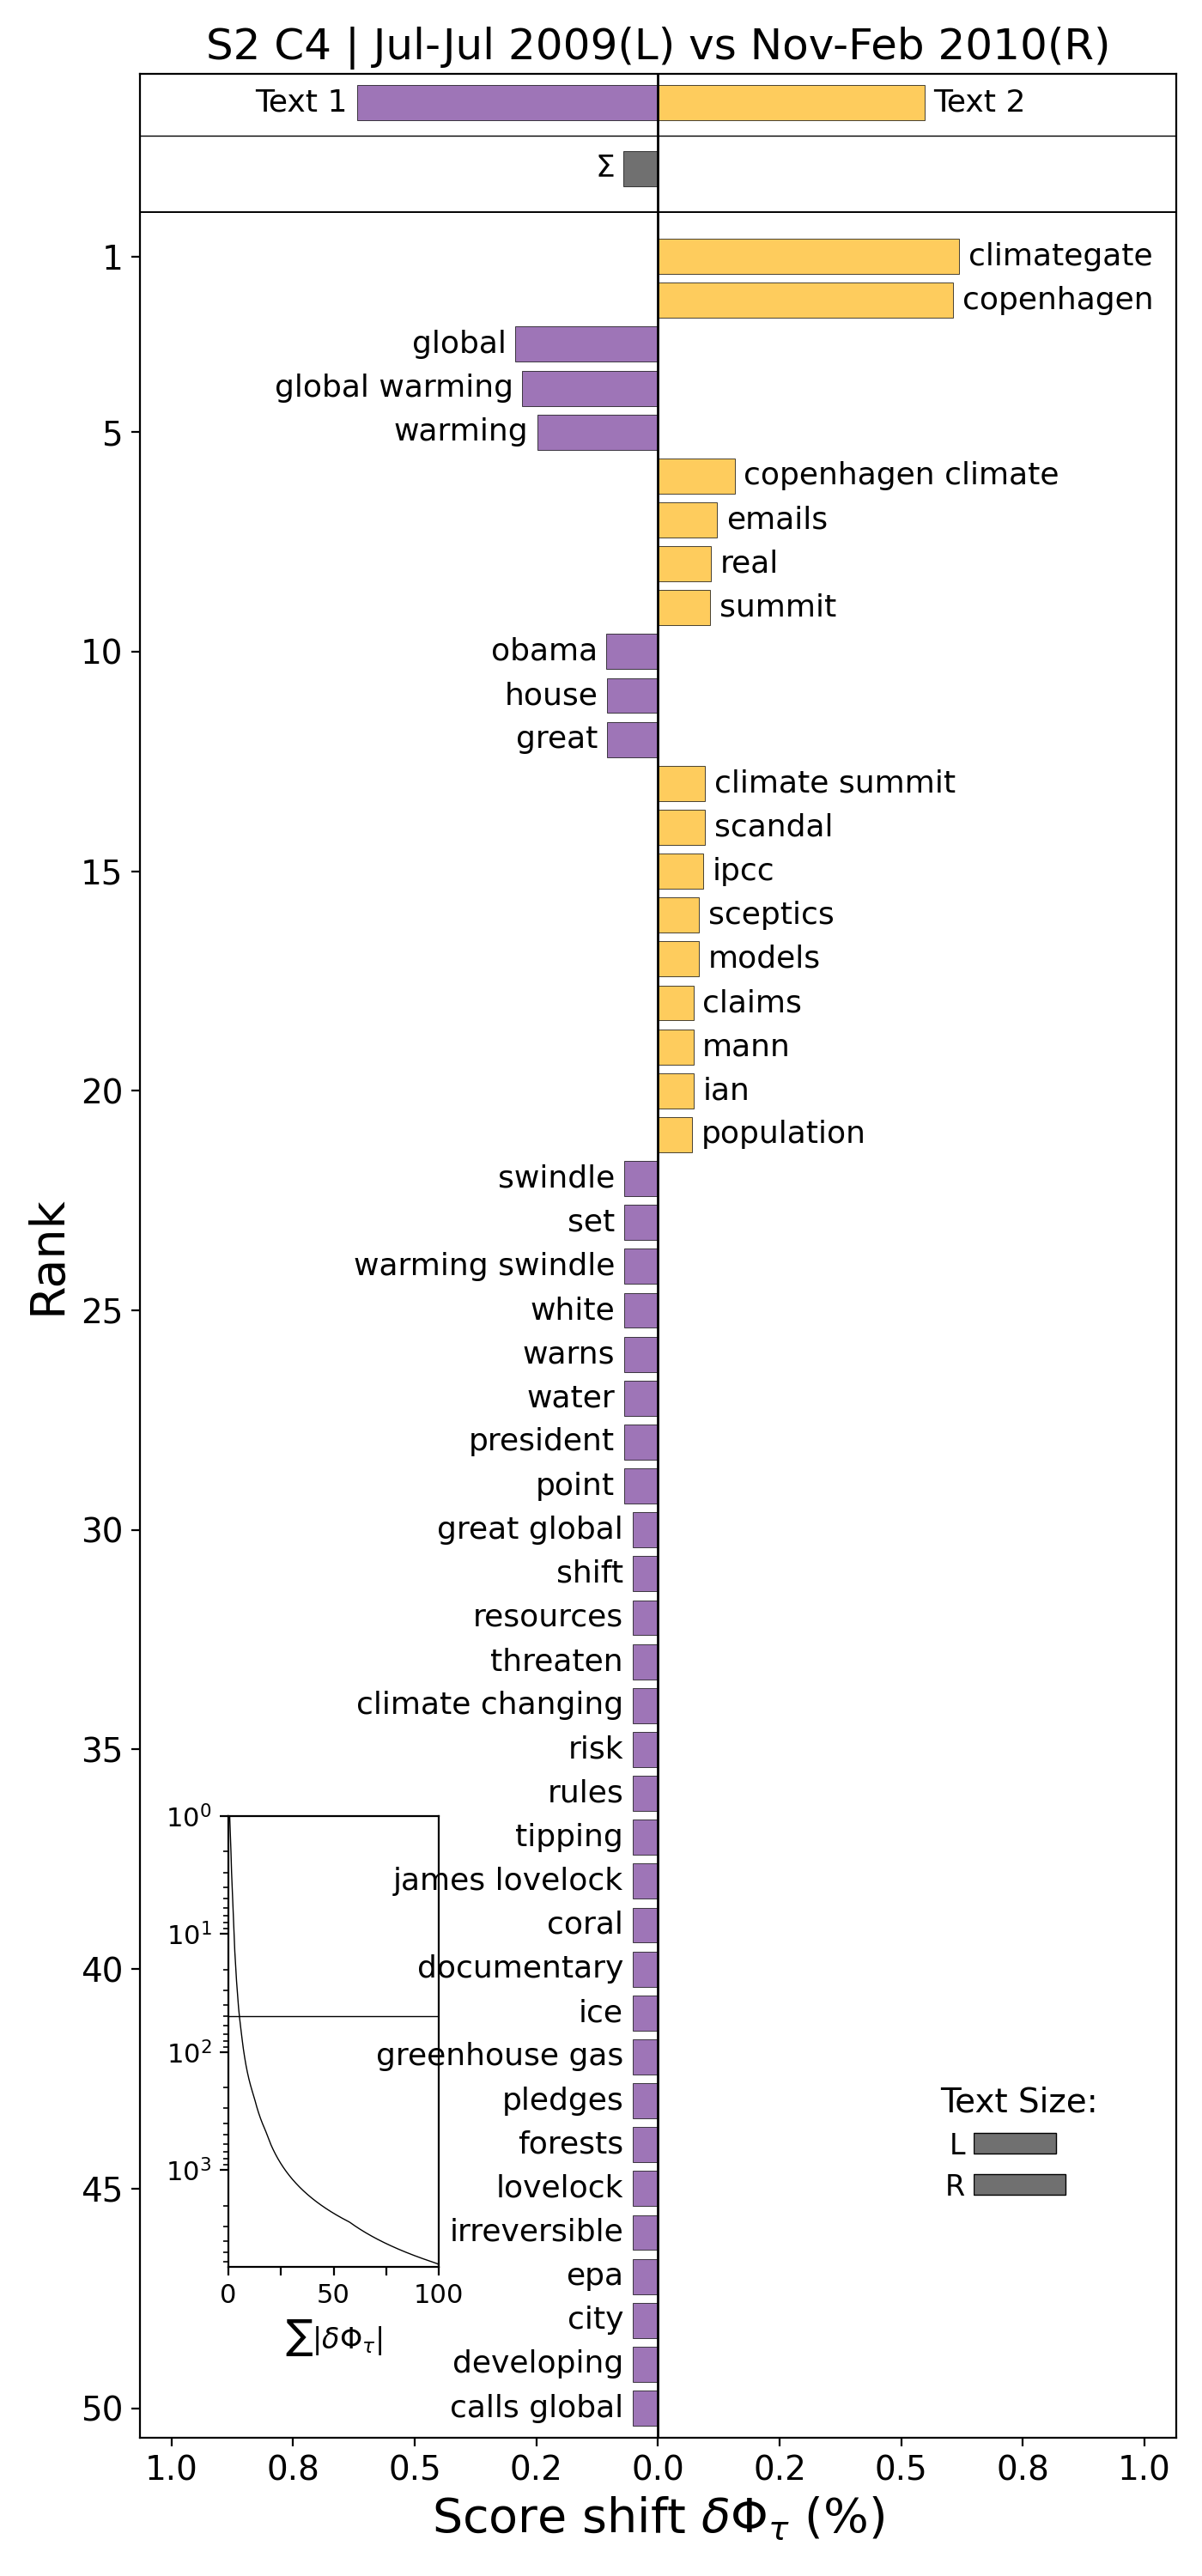 S2 C4 | Jul-Jul 2009(L) vs Nov-Feb 2010(R)
Text 1
Text 2
Σ
1
climategate
copenhagen
global
global warming
5
warming
copenhagen climate
emails
real
summit
10
obama
house
great
climate summit
scandal
15
ipcc
sceptics
models
claims
mann
20
ian
population
swindle
set
warming swindle
25
white
warns
water
president
point
30
great global
shift
resources
threaten
climate changing
35
risk
rules
tipping
james lovelock
coral
40
documentary
ice
greenhouse gas
pledges
forests
45
lovelock
irreversible
epa
city
developing
50
calls global
Rank
10⁰
10¹
10²
10³
0 50 100
∑|δΦτ|
Text Size:
L
R
1.0 0.8 0.5 0.2 0.0 0.2 0.5 0.8 1.0
Score shift δΦτ (%)